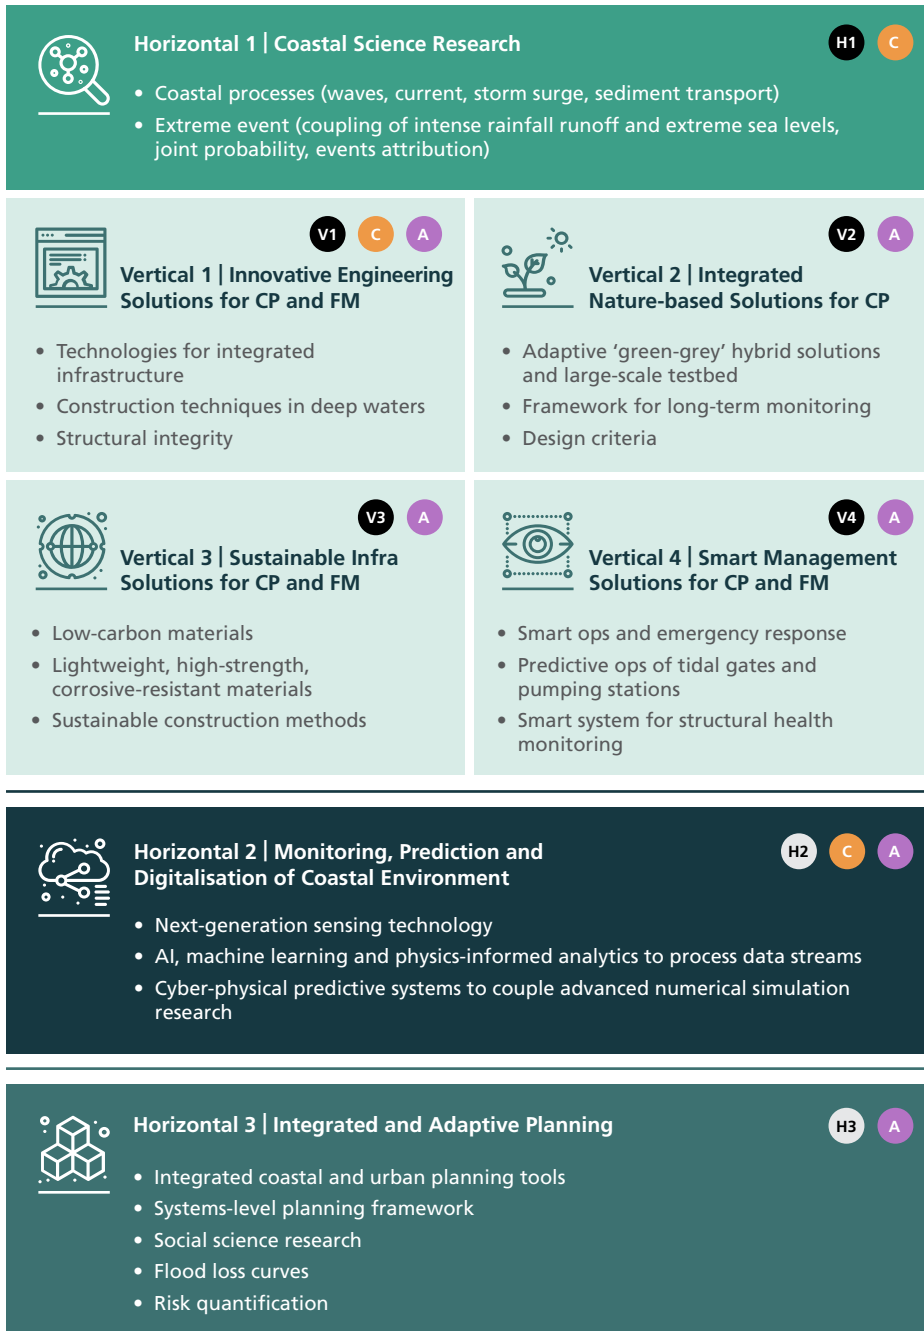 Horizontal 1 | Coastal Science Research
H1 C
• Coastal processes (waves, current, storm surge, sediment transport)
• Extreme event (coupling of intense rainfall runoff and extreme sea levels,
joint probability, events attribution)
V1 C A
Vertical 1 | Innovative Engineering
Solutions for CP and FM
• Technologies for integrated
infrastructure
• Construction techniques in deep waters
• Structural integrity
V2 A
Vertical 2 | Integrated
Nature-based Solutions for CP
• Adaptive ‘green-grey’ hybrid solutions
and large-scale testbed
• Framework for long-term monitoring
• Design criteria
V3 A
Vertical 3 | Sustainable Infra
Solutions for CP and FM
• Low-carbon materials
• Lightweight, high-strength,
corrosive-resistant materials
• Sustainable construction methods
V4 A
Vertical 4 | Smart Management
Solutions for CP and FM
• Smart ops and emergency response
• Predictive ops of tidal gates and
pumping stations
• Smart system for structural health
monitoring
Horizontal 2 | Monitoring, Prediction and
Digitalisation of Coastal Environment
H2 C A
• Next-generation sensing technology
• AI, machine learning and physics-informed analytics to process data streams
• Cyber-physical predictive systems to couple advanced numerical simulation
research
Horizontal 3 | Integrated and Adaptive Planning
H3 A
• Integrated coastal and urban planning tools
• Systems-level planning framework
• Social science research
• Flood loss curves
• Risk quantification